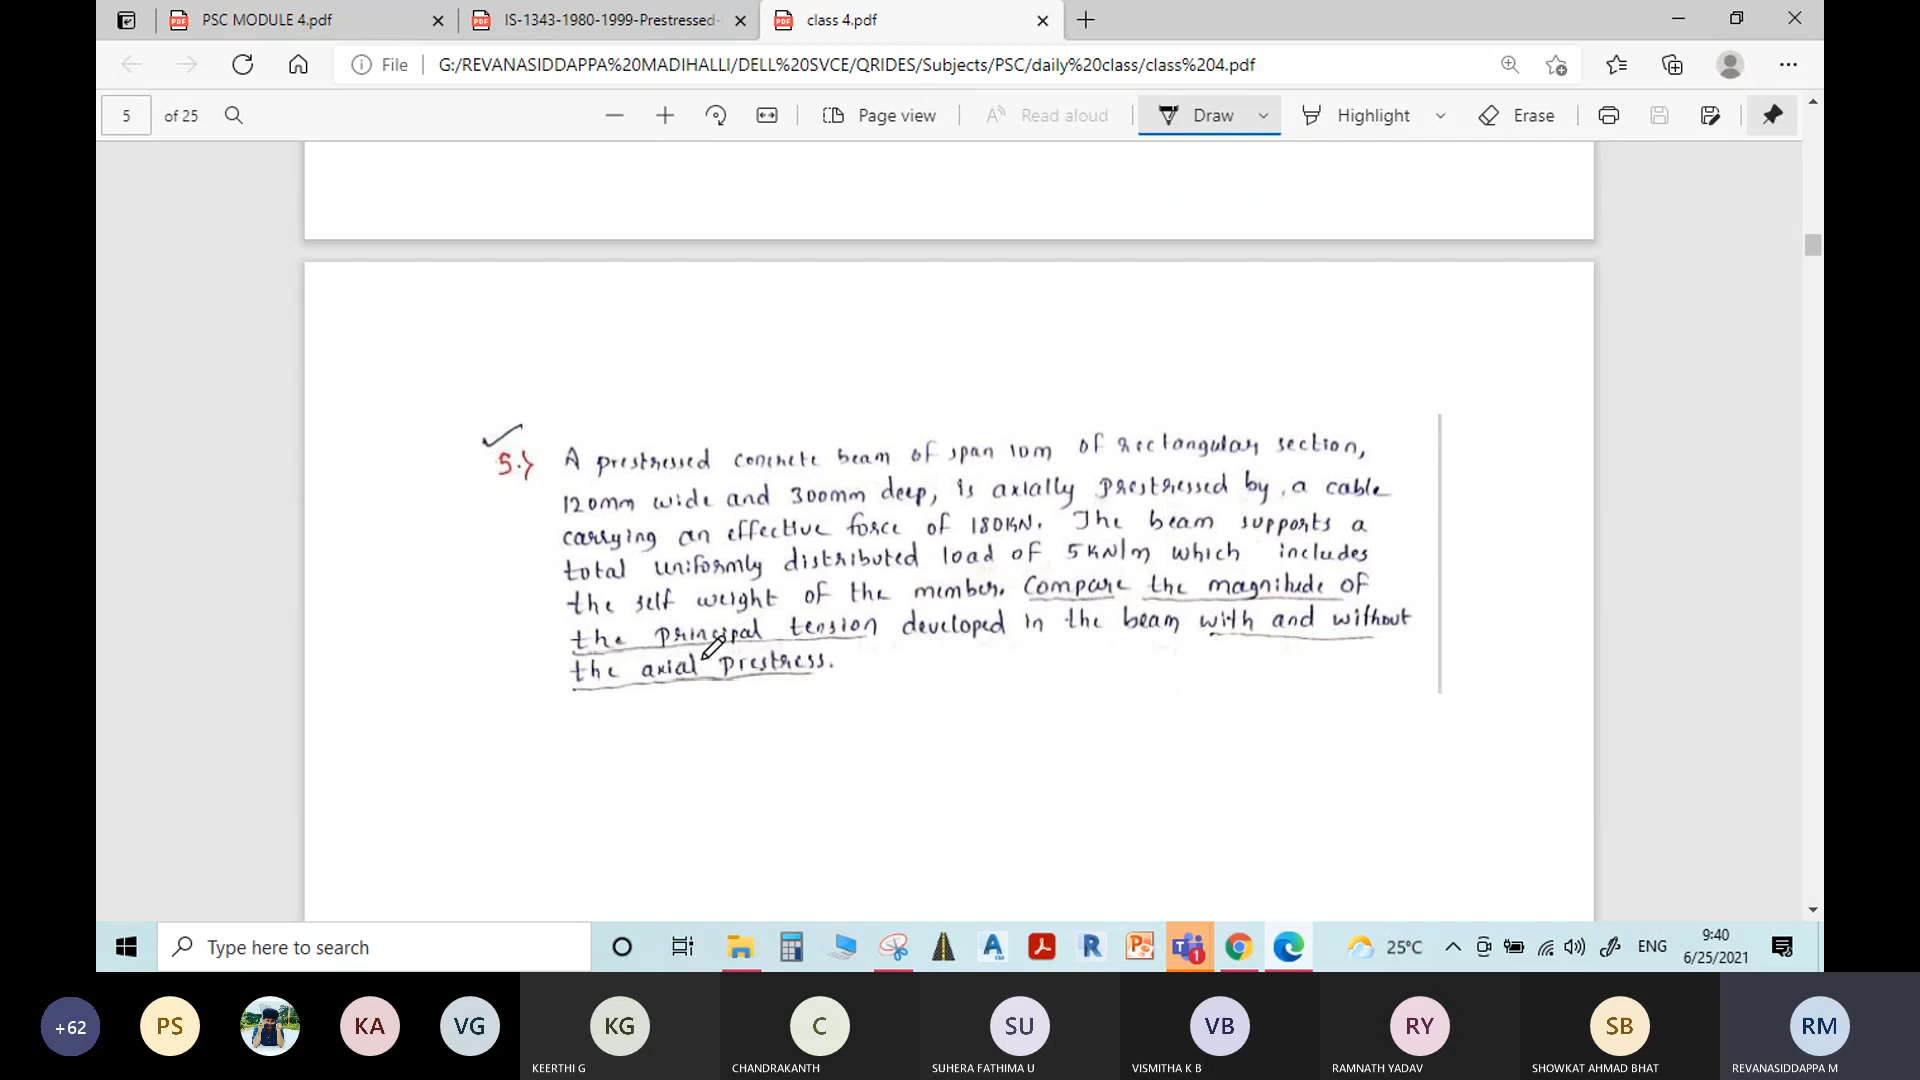 PSC MODULE 4.pdf
IS-1343-1980-1999-Prestressed-
class 4.pdf
File
G:/REVANASIDDAPPA%20MADIHALLI/DELL%20SVCE/QRIDES/Subjects/PSC/daily%20class/class%204.pdf
5 of 25
Page view
Read aloud
Draw
Highlight
Erase
5.> A prestressed concrete beam of span 10m of rectangular section,
120mm wide and 300mm deep, is axially prestressed by a cable
carrying an effective force of 180KN. The beam supports a
total uniformly distributed load of 5KN/m which includes
the self weight of the member. Compare the magnitude of
the principal tension developed in the beam with and without
the axial prestress.
Type here to search
25°C
ENG
9:40
6/25/2021
+62
PS
KA
VG
KG
KEERTHI G
C
CHANDRAKANTH
SU
SUHERA FATHIMA U
VB
VISMITHA K B
RY
RAMNATH YADAV
SB
SHOWKAT AHMAD BHAT
RM
REVANASIDDAPPA M